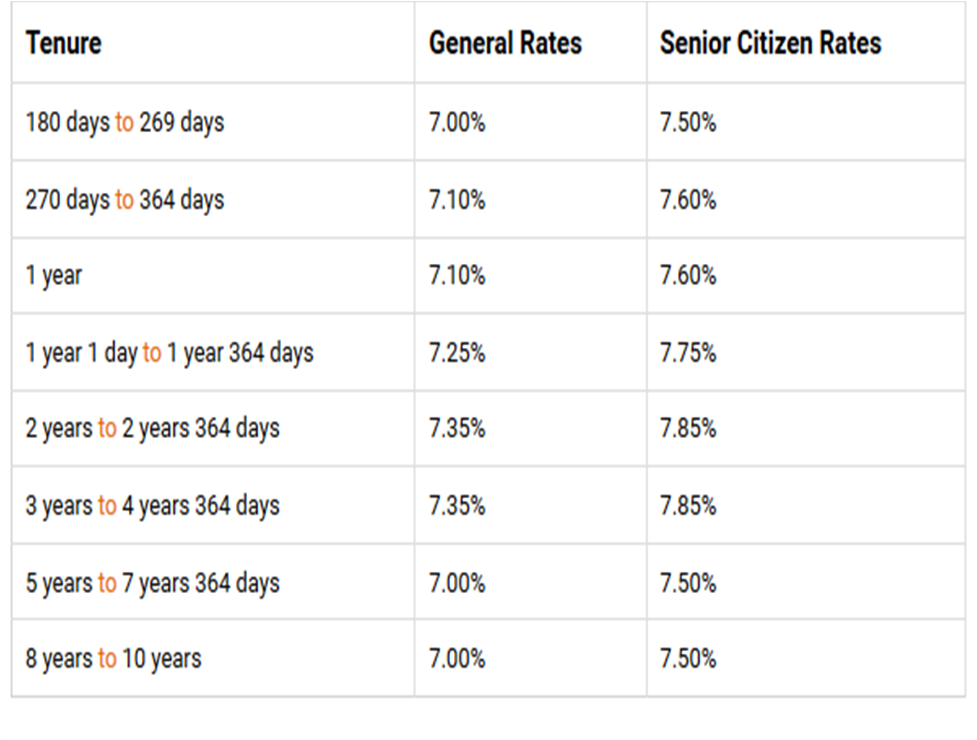 Tenure General Rates Senior Citizen Rates
180 days to 269 days 7.00% 7.50%
270 days to 364 days 7.10% 7.60%
1 year 7.10% 7.60%
1 year 1 day to 1 year 364 days 7.25% 7.75%
2 years to 2 years 364 days 7.35% 7.85%
3 years to 4 years 364 days 7.35% 7.85%
5 years to 7 years 364 days 7.00% 7.50%
8 years to 10 years 7.00% 7.50%